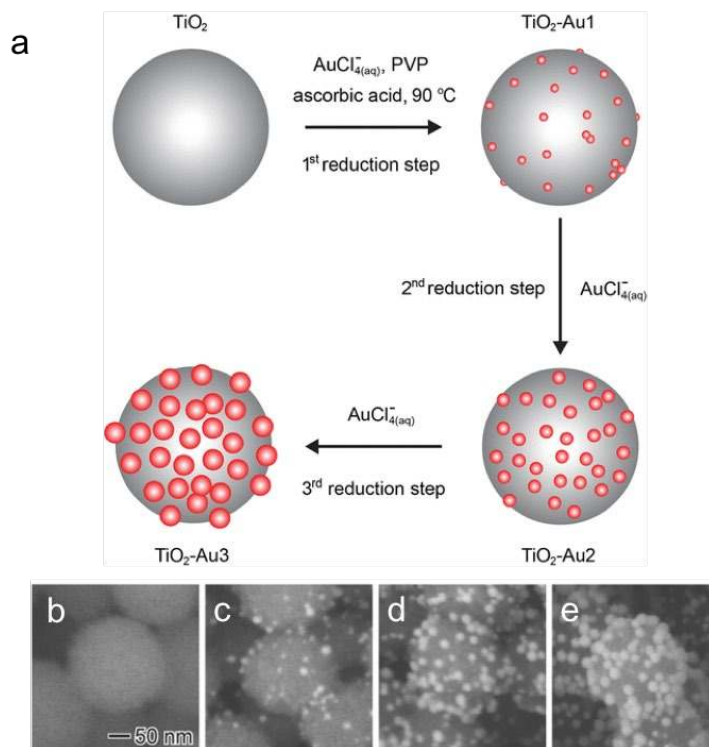 a
TiO₂
TiO₂-Au1
AuCl₄⁻(aq), PVP
ascorbic acid, 90 °C
1st reduction step
2nd reduction step
AuCl₄⁻(aq)
AuCl₄⁻(aq)
3rd reduction step
TiO₂-Au3
TiO₂-Au2
b
c
d
e
50 nm